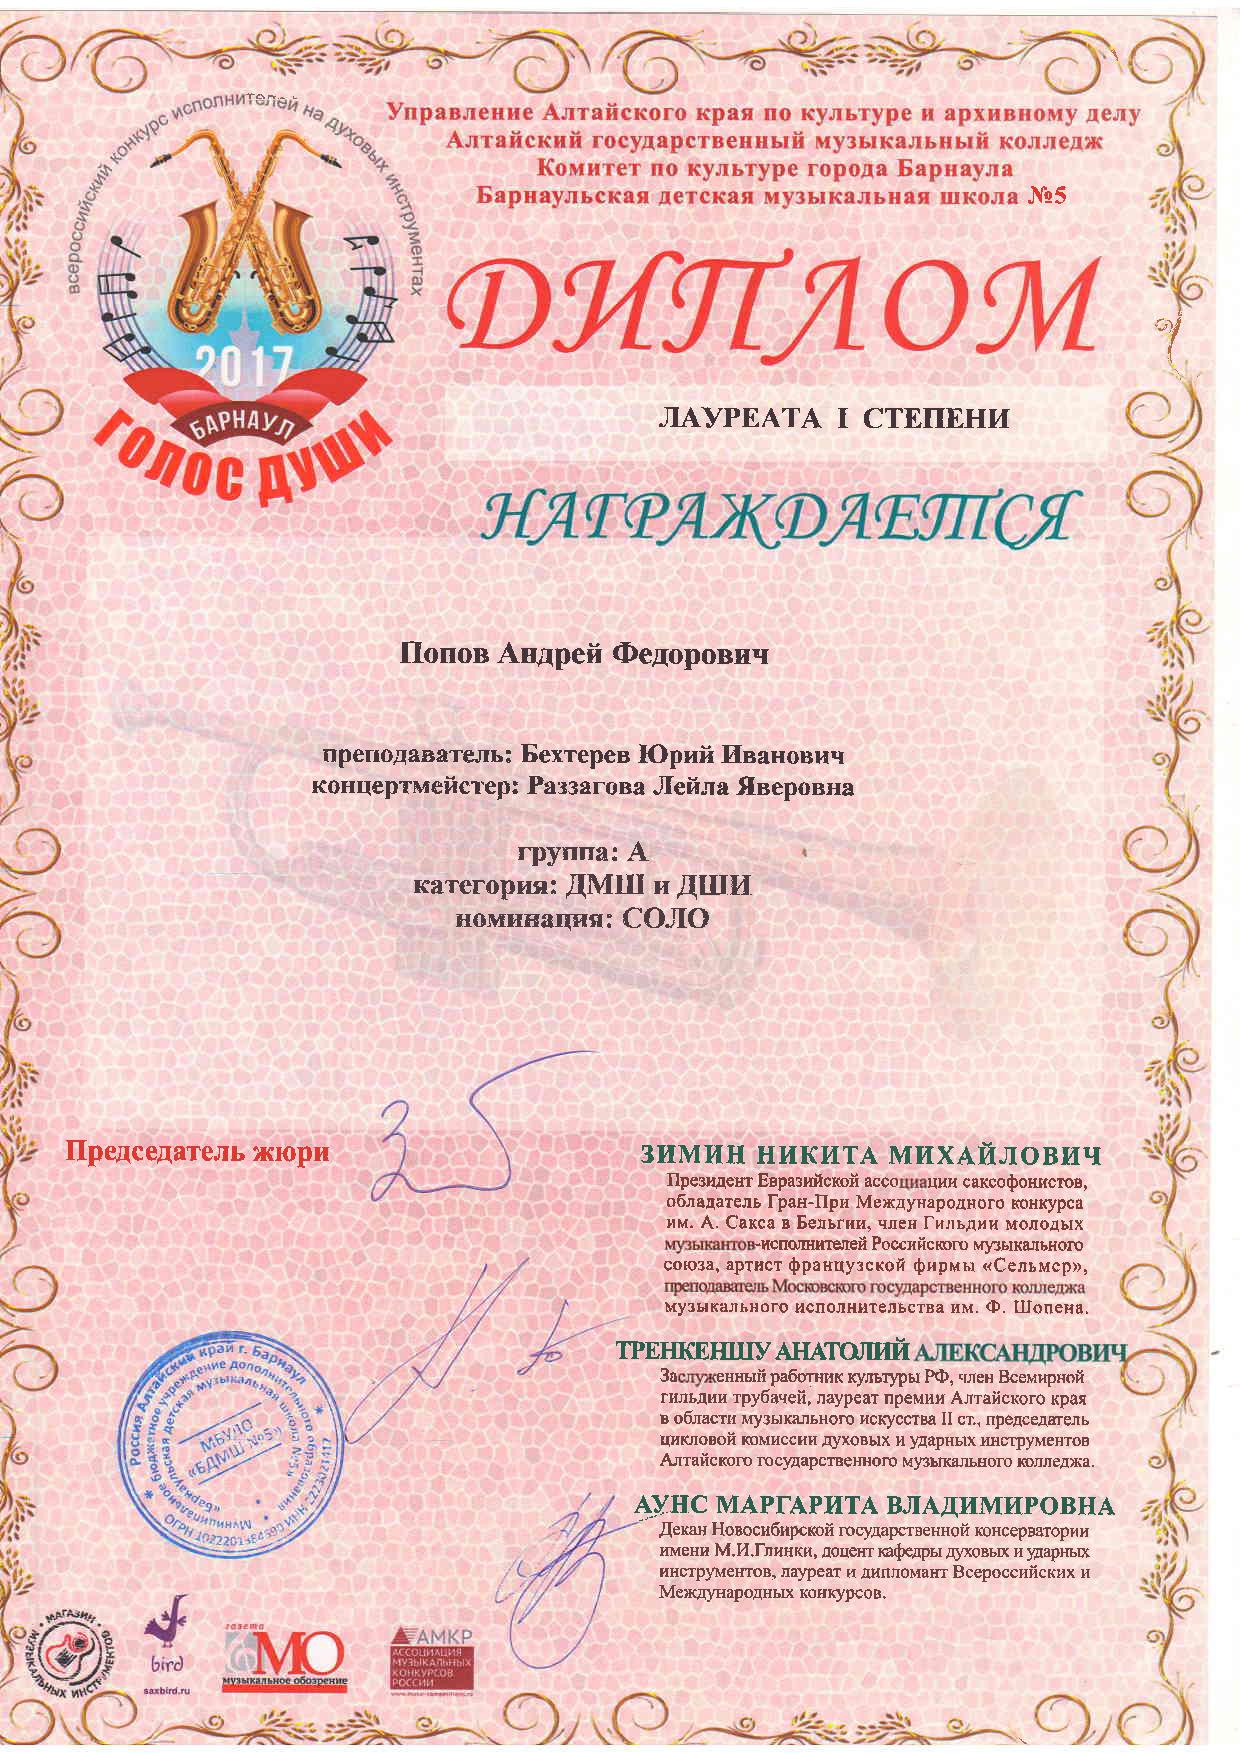 всероссийский конкурс исполнителей на духовых инструментах
2017
БАРНАУЛ
ГОЛОС ДУШИ
Управление Алтайского края по культуре и архивному делу
Алтайский государственный музыкальный колледж
Комитет по культуре города Барнаула
Барнаульская детская музыкальная школа №5
ДИПЛОМ
ЛАУРЕАТА I СТЕПЕНИ
НАГРАЖДАЕТСЯ
Попов Андрей Федорович
преподаватель: Бехтерев Юрий Иванович
концертмейстер: Раззагова Лейла Яверовна
группа: А
категория: ДМШ и ДШИ
номинация: СОЛО
Председатель жюри
ЗИМИН НИКИТА МИХАЙЛОВИЧ
Президент Евразийской ассоциации саксофонистов,
обладатель Гран-При Международного конкурса
им. А. Сакса в Бельгии, член Гильдии молодых
музыкантов-исполнителей Российского музыкального
союза, артист французской фирмы «Сельмер»,
преподаватель Московского государственного колледжа
музыкального исполнительства им. Ф. Шопена.
ТРЕНКЕНШУ АНАТОЛИЙ АЛЕКСАНДРОВИЧ
Заслуженный работник культуры РФ, член Всемирной
гильдии трубачей, лауреат премии Алтайского края
в области музыкального искусства II ст., председатель
цикловой комиссии духовых и ударных инструментов
Алтайского государственного музыкального колледжа.
АУНС МАРГАРИТА ВЛАДИМИРОВНА
Декан Новосибирской государственной консерватории
имени М.И.Глинки, доцент кафедры духовых и ударных
инструментов, лауреат и дипломант Всероссийских и
Международных конкурсов.
Россия Алтайский край г. Барнаул
Муниципальное бюджетное учреждение дополнительного образования
«Барнаульская детская музыкальная школа №5»
МБУДО
«БДМШ №5»
МАГАЗИН МУЗЫКАЛЬНЫХ ИНСТРУМЕНТОВ
bird
saxbird.ru
газета
МО
музыкальное обозрение
АМКР
АССОЦИАЦИЯ
МУЗЫКАЛЬНЫХ
КОНКУРСОВ
РОССИИ